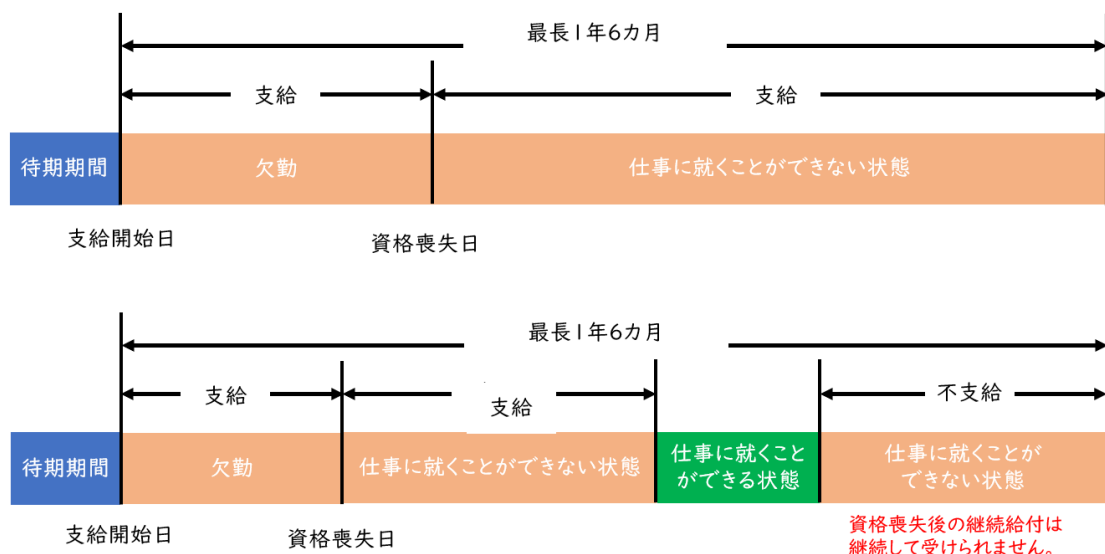 最長1年6カ月
支給
支給
待期期間
欠勤
仕事に就くことができない状態
支給開始日
資格喪失日
最長1年6カ月
支給
支給
不支給
待期期間
欠勤
仕事に就くことができない状態
仕事に就くこと
ができる状態
仕事に就くことが
できない状態
支給開始日
資格喪失日
資格喪失後の継続給付は
継続して受けられません。